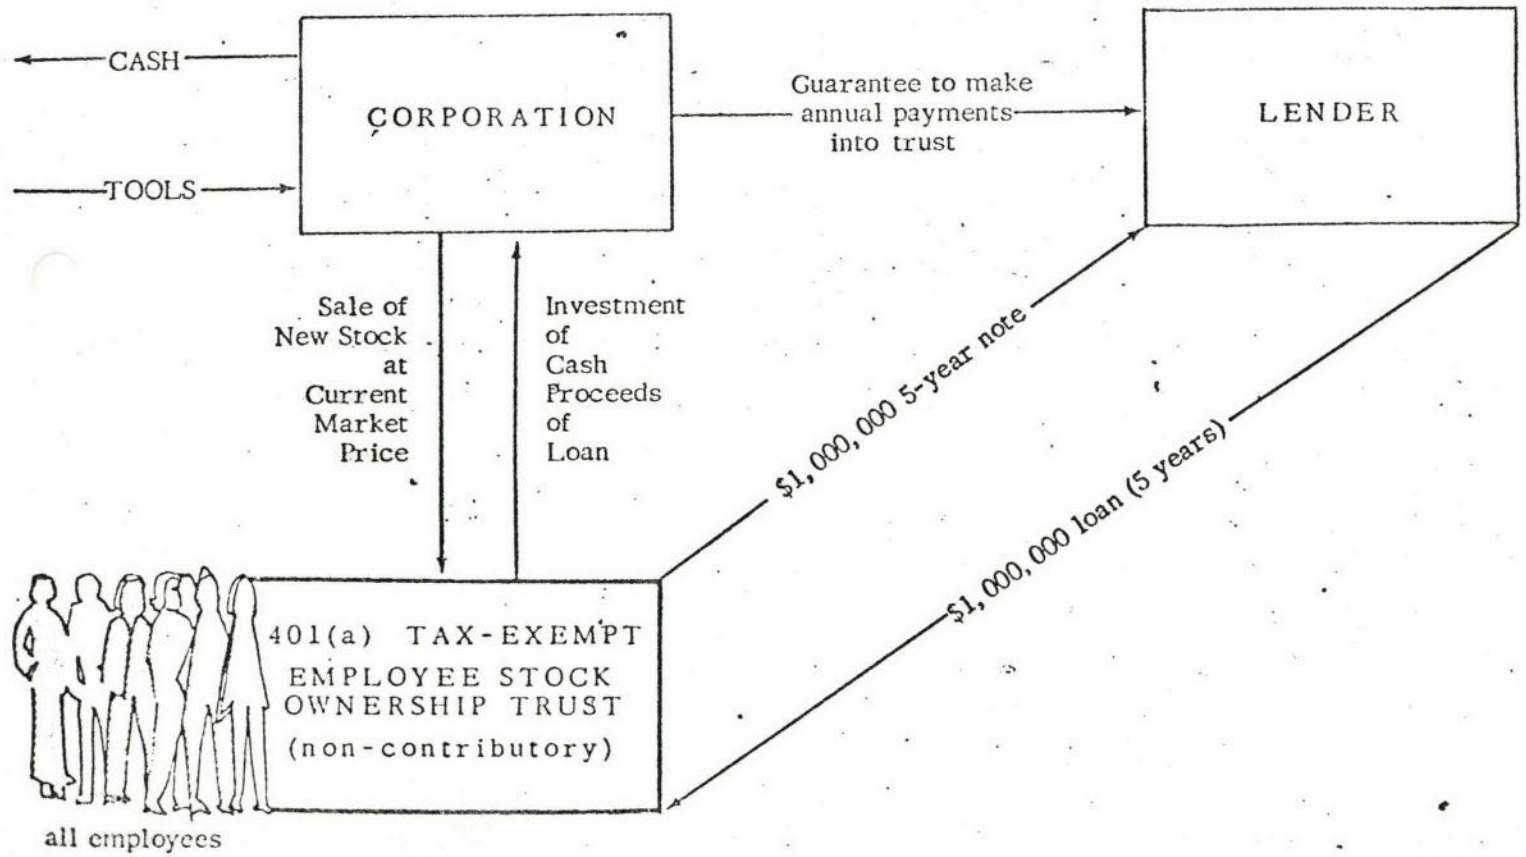 CASH
CORPORATION
TOOLS
Guarantee to make
annual payments
into trust
LENDER
Sale of
New Stock
at
Current
Market
Price
Investment
of
Cash
Proceeds
of
Loan
$1,000,000 5-year note
$1,000,000 loan (5 years)
401(a) TAX-EXEMPT
EMPLOYEE STOCK
OWNERSHIP TRUST
(non-contributory)
all employees